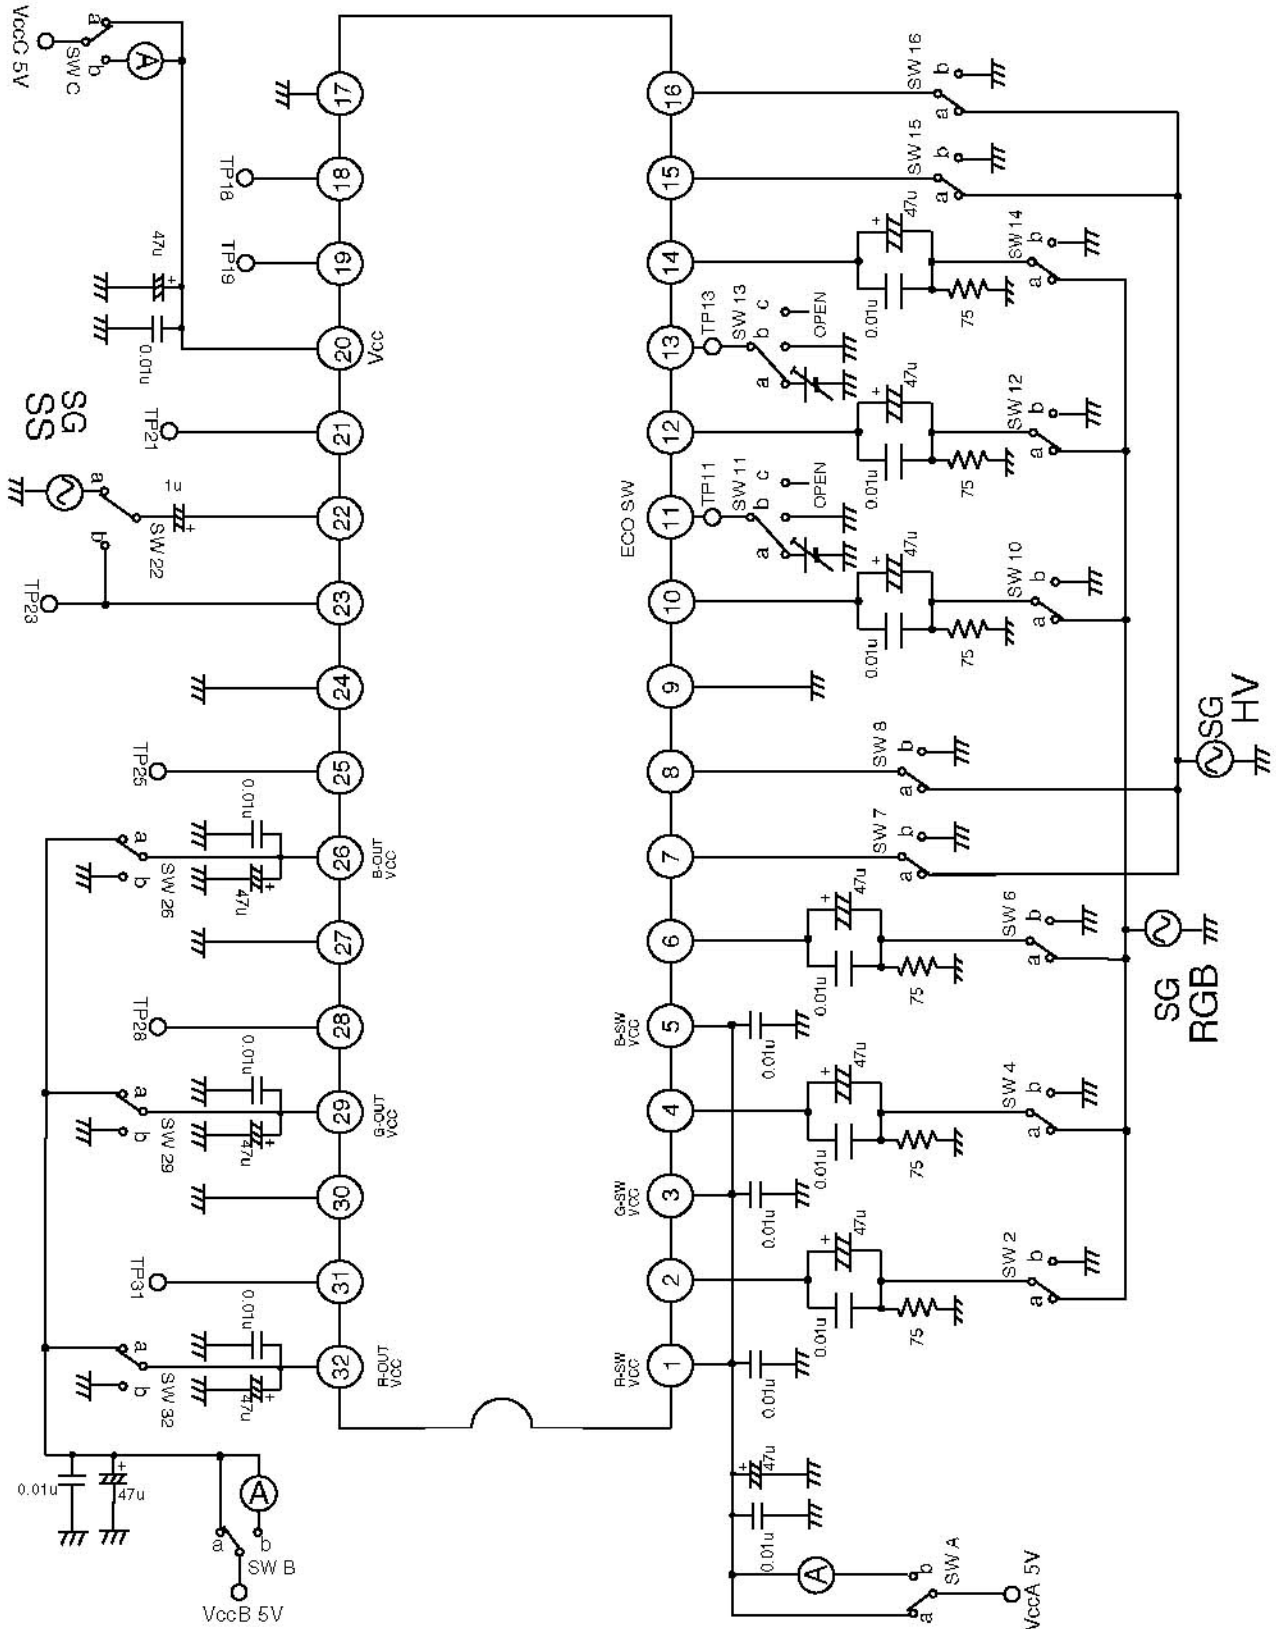 VccC 5V
a
b
SW C
A
47u
+
0.01u
17
18
TP18
19
TP19
20
Vcc
21
TP21
SG
SS
a
b
1u
+
SW 22
22
23
TP23
24
25
TP25
26
B-OUT
VCC
0.01u
47u
+
a
b
SW 26
27
28
TP28
29
G-OUT
VCC
0.01u
47u
+
a
b
SW 29
30
31
TP31
32
R-OUT
VCC
0.01u
47u
+
a
b
SW 32
0.01u
+
47u
A
a
b
SW B
VccB 5V
16
SW 16
b
a
15
SW 15
b
a
14
+
47u
0.01u
75
SW 14
b
a
13
TP13
SW 13
a
b
c
OPEN
12
+
47u
0.01u
75
SW 12
b
a
11
ECO SW
TP11
SW 11
a
b
c
OPEN
10
+
47u
0.01u
75
SW 10
b
a
9
8
SW 8
b
a
7
SW 7
b
a
SG
HV
6
+
47u
0.01u
75
SW 6
b
a
SG
RGB
5
B-SW
VCC
0.01u
4
+
47u
0.01u
75
SW 4
b
a
3
G-SW
VCC
0.01u
2
+
47u
0.01u
75
SW 2
b
a
1
R-SW
VCC
0.01u
+
47u
0.01u
A
b
a
SW A
VccA 5V